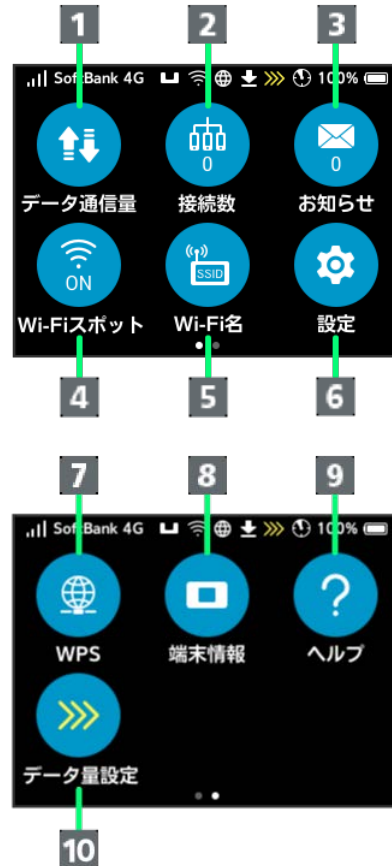 1 2 3
SoftBank 4G 100%
0 0
データ通信量 接続数 お知らせ
ON SSID
Wi-Fiスポット Wi-Fi名 設定
4 5 6
7 8 9
SoftBank 4G 100%
?
WPS 端末情報 ヘルプ
データ量設定
10